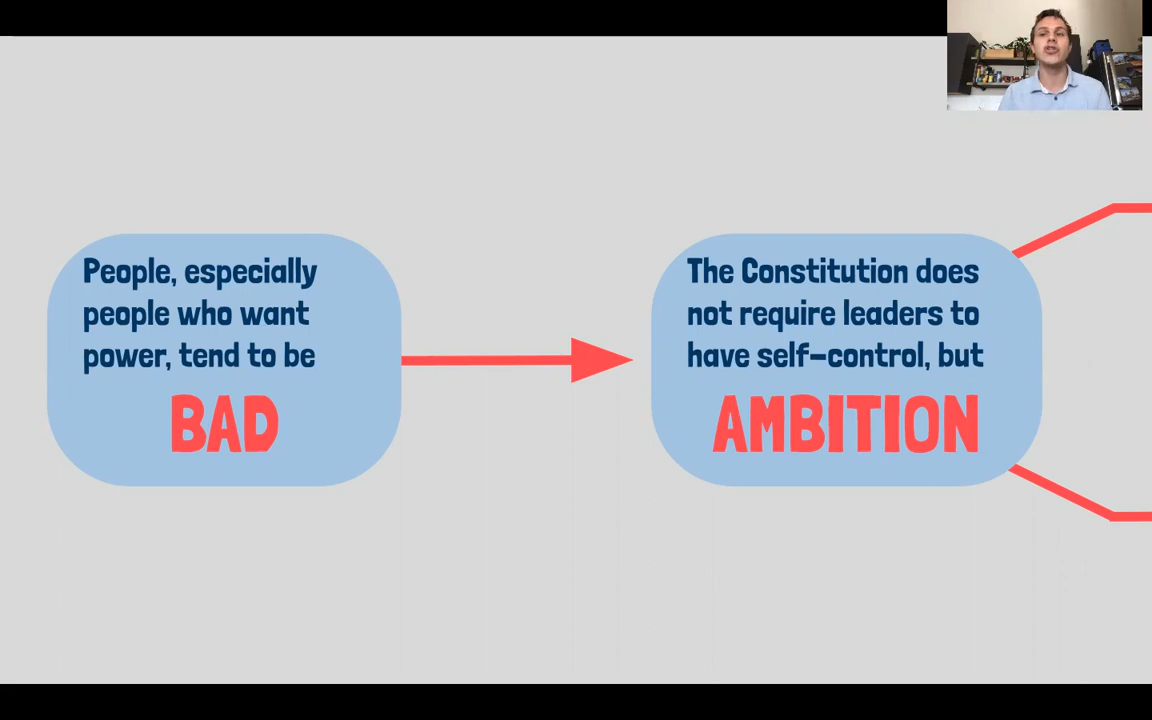 People, especially
people who want
power, tend to be
BAD
The Constitution does
not require leaders to
have self-control, but
AMBITION